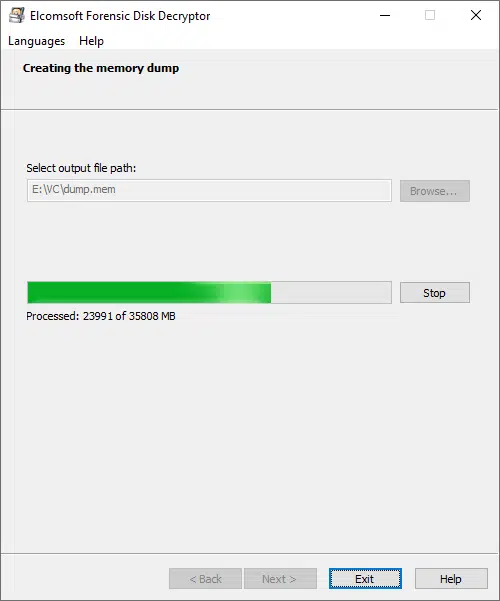 Elcomsoft Forensic Disk Decryptor
Languages Help
Creating the memory dump
Select output file path:
E:\VC\dump.mem Browse...
Stop
Processed: 23991 of 35808 MB
< Back Next > Exit Help